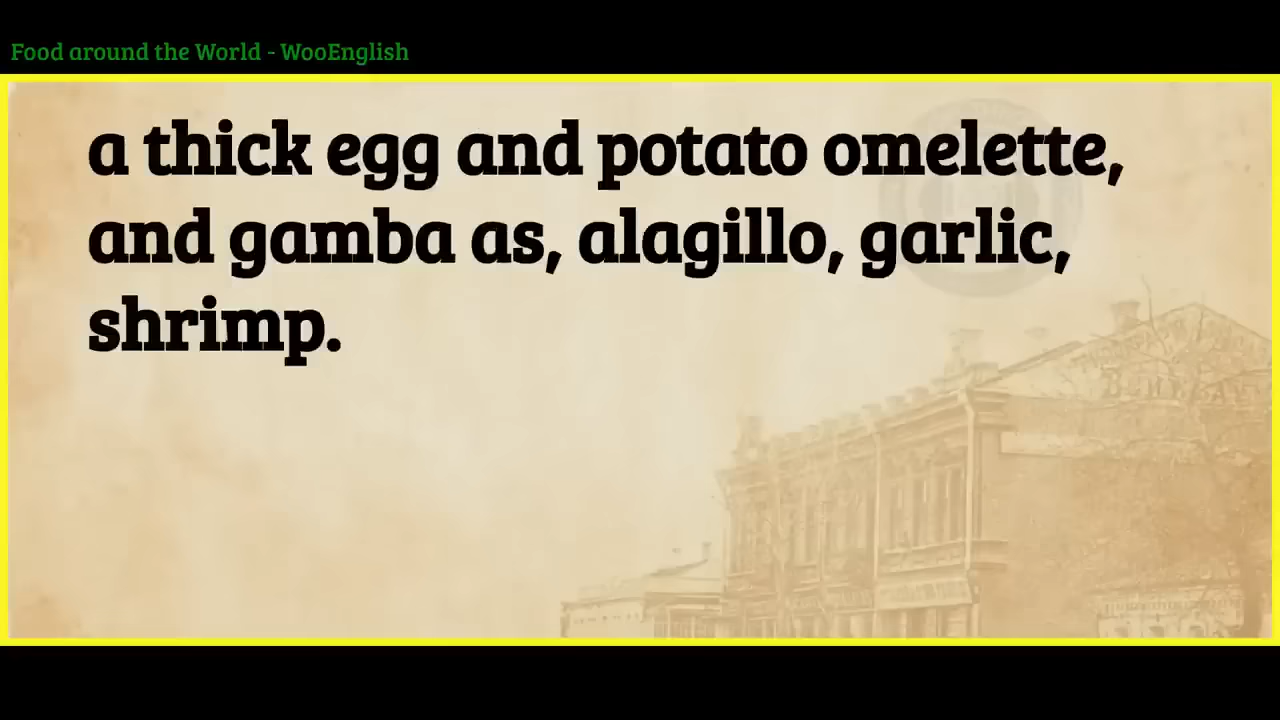 Food around the World - WooEnglish
a thick egg and potato omelette,
and gamba as, alagillo, garlic,
shrimp.